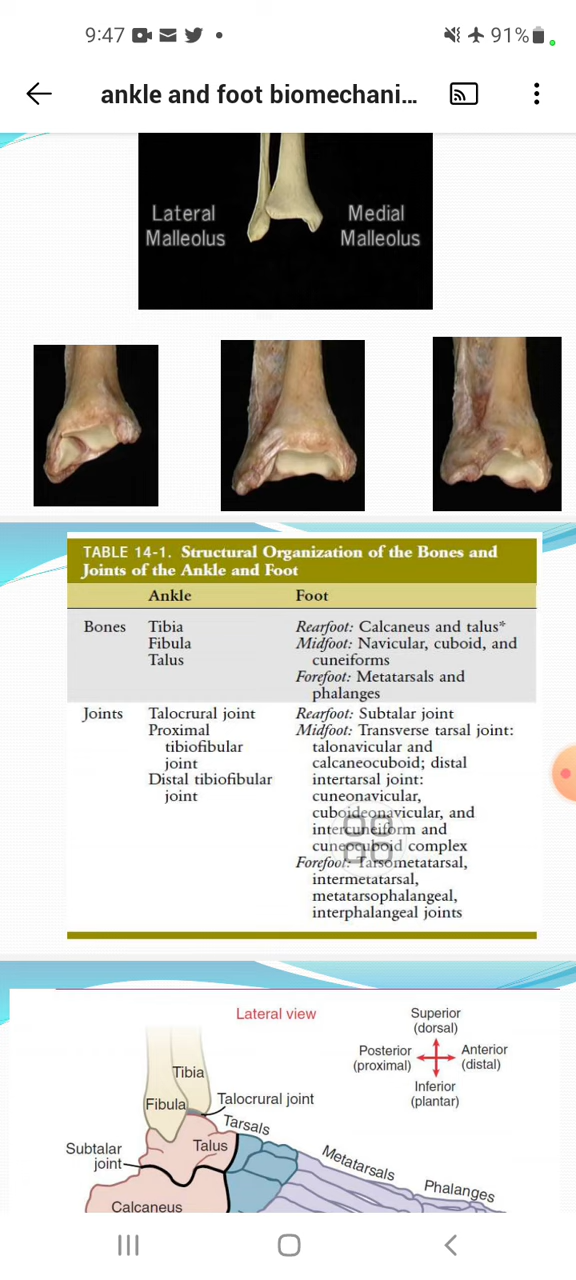 9:47
91%
ankle and foot biomechani...
Lateral
Malleolus
Medial
Malleolus
TABLE 14-1. Structural Organization of the Bones and
Joints of the Ankle and Foot
Ankle Foot
Bones Tibia Rearfoot: Calcaneus and talus*
Fibula Midfoot: Navicular, cuboid, and
Talus cuneiforms
Forefoot: Metatarsals and
phalanges
Joints Talocrural joint Rearfoot: Subtalar joint
Proximal Midfoot: Transverse tarsal joint:
tibiofibular talonavicular and
joint calcaneocuboid; distal
Distal tibiofibular intertarsal joint:
joint cuneonavicular,
cuboideonavicular, and
intercuneiform and
cuneocuboid complex
Forefoot: Tarsometatarsal,
intermetatarsal,
metatarsophalangeal,
interphalangeal joints
Lateral view
Superior
(dorsal)
Posterior
(proximal)
Anterior
(distal)
Inferior
(plantar)
Tibia
Fibula
Talocrural joint
Tarsals
Subtalar
joint
Talus
Metatarsals
Phalanges
Calcaneus